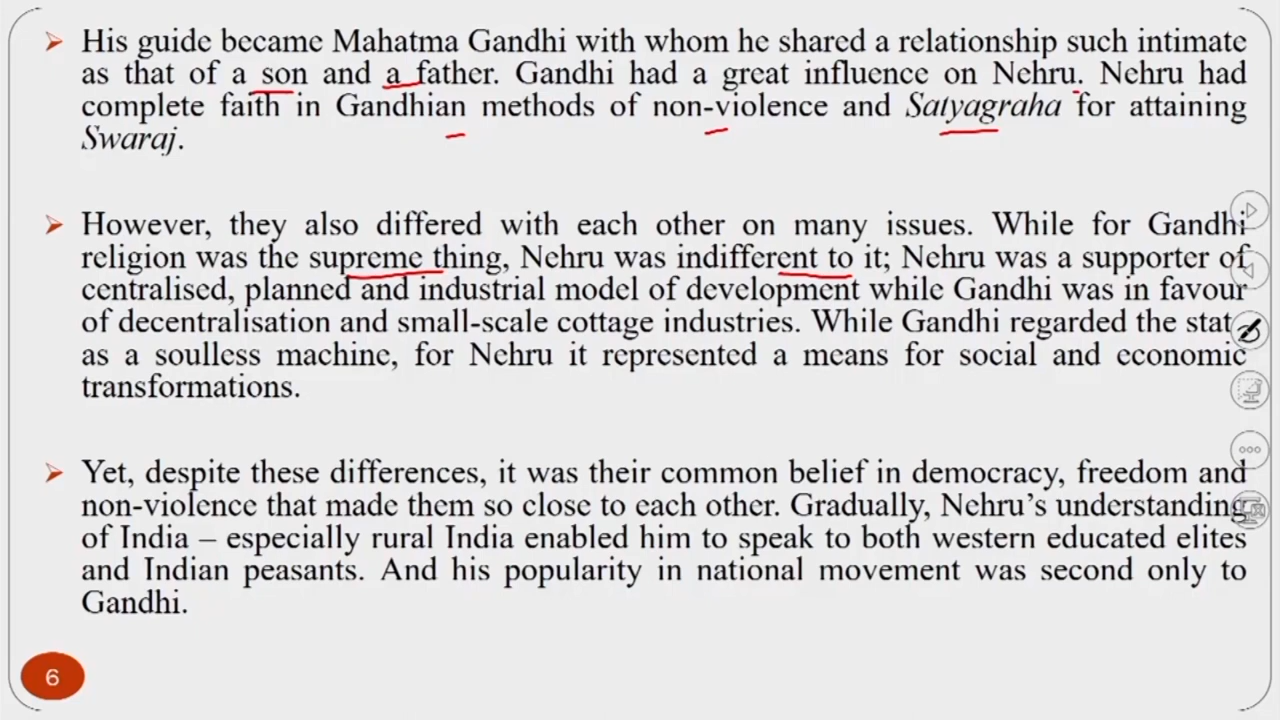 His guide became Mahatma Gandhi with whom he shared a relationship such intimate
as that of a son and a father. Gandhi had a great influence on Nehru. Nehru had
complete faith in Gandhian methods of non-violence and Satyagraha for attaining
Swaraj.
However, they also differed with each other on many issues. While for Gandhi
religion was the supreme thing, Nehru was indifferent to it; Nehru was a supporter of
centralised, planned and industrial model of development while Gandhi was in favour
of decentralisation and small-scale cottage industries. While Gandhi regarded the stat
as a soulless machine, for Nehru it represented a means for social and economic
transformations.
Yet, despite these differences, it was their common belief in democracy, freedom and
non-violence that made them so close to each other. Gradually, Nehru’s understanding
of India – especially rural India enabled him to speak to both western educated elites
and Indian peasants. And his popularity in national movement was second only to
Gandhi.
6